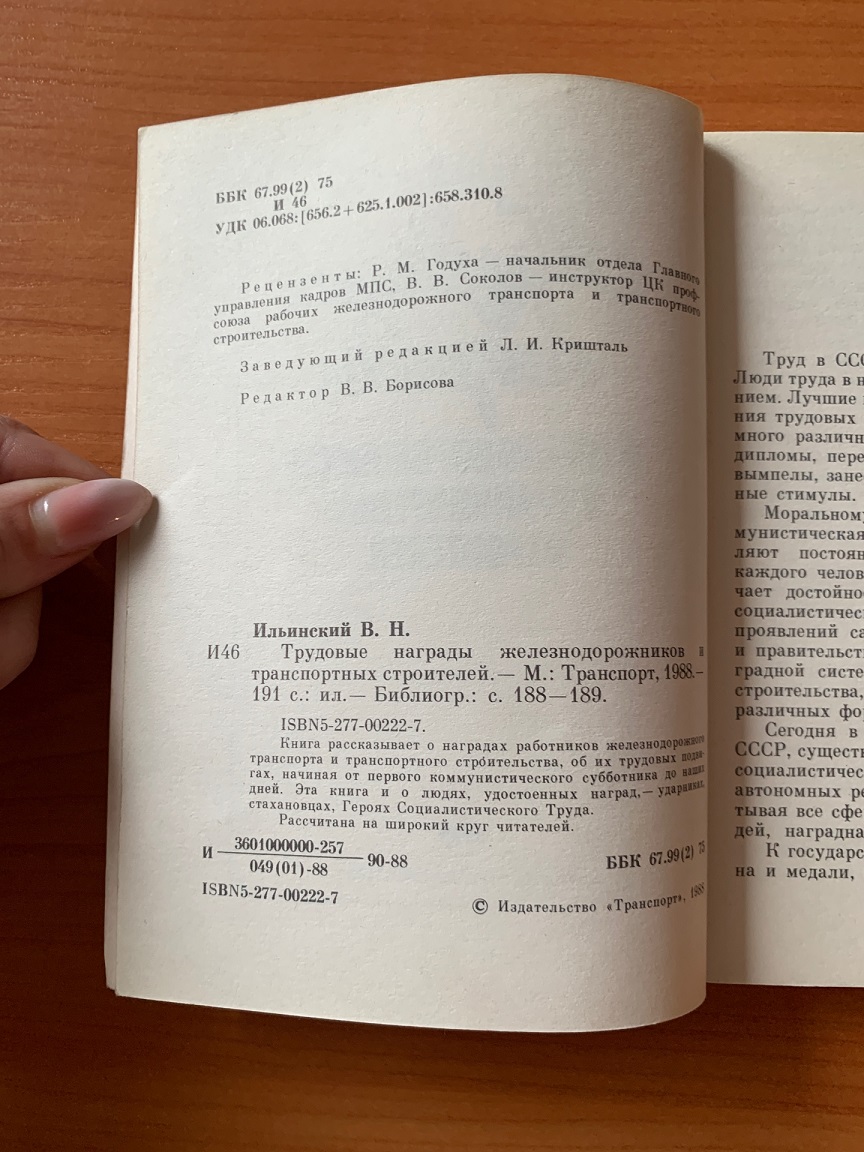 ББК 67.99(2) 75
И 46
УДК 06.068:[656.2+625.1.002]:658.310.8
Рецензенты: Р. М. Годуха — начальник отдела Главного
управления кадров МПС, В. В. Соколов — инструктор ЦК проф-
союза рабочих железнодорожного транспорта и транспортного
строительства.
Заведующий редакцией Л. И. Кришталь
Редактор В. В. Борисова
Ильинский В. Н.
И46 Трудовые награды железнодорожников и
транспортных строителей.— М.: Транспорт, 1988.—
191 с.: ил.— Библиогр.: с. 188—189.
ISBN5-277-00222-7.
Книга рассказывает о наградах работников железнодорожного
транспорта и транспортного строительства, об их трудовых подви-
гах, начиная от первого коммунистического субботника до наших
дней. Эта книга и о людях, удостоенных наград,— ударниках,
стахановцах, Героях Социалистического Труда.
Рассчитана на широкий круг читателей.
И 3601000000-257
049(01)-88
90-88
ББК 67.99(2) 75
ISBN5-277-00222-7
© Издательство «Транспорт», 1988
Труд в ССС
Люди труда в н
нием. Лучшие
ния трудовых
много различн
дипломы, пере
вымпелы, зане
ные стимулы.
Моральному
мунистическая
ляют постоян
каждого челов
чает достойно
социалистичес
проявлений са
и правительств
градной систе
строительства,
различных фор
Сегодня в
СССР, существ
социалистичес
автономных ре
тывая все сфе
дей, наградна
К государс
на и медали,